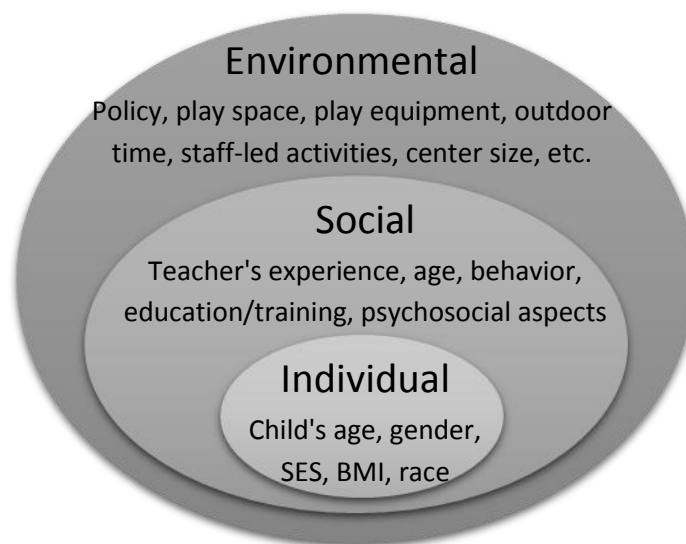 Environmental
Policy, play space, play equipment, outdoor
time, staff-led activities, center size, etc.
Social
Teacher's experience, age, behavior,
education/training, psychosocial aspects
Individual
Child's age, gender,
SES, BMI, race